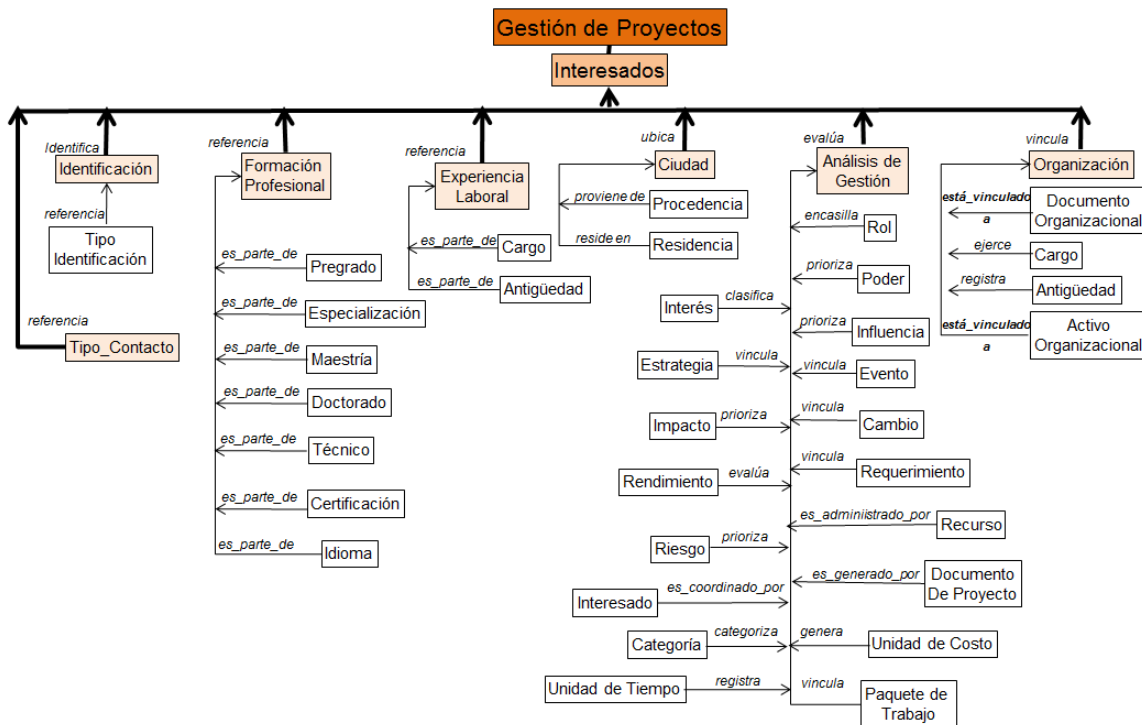 Gestión de Proyectos
Interesados
Identifica
Identificación
referencia
Tipo
Identificación
referencia
Tipo_Contacto
referencia
Formación
Profesional
es_parte_de
Pregrado
es_parte_de
Especialización
es_parte_de
Maestría
es_parte_de
Doctorado
es_parte_de
Técnico
es_parte_de
Certificación
es_parte_de
Idioma
referencia
Experiencia
Laboral
es_parte_de
Cargo
es_parte_de
Antigüedad
ubica
Ciudad
proviene de
Procedencia
reside en
Residencia
evalúa
Análisis de
Gestión
encasilla
Rol
prioriza
Poder
Interés
clasifica
prioriza
Influencia
Estrategia
vincula
vincula
Evento
Impacto
prioriza
vincula
Cambio
Rendimiento
evalúa
vincula
Requerimiento
es_adminiistrado_por
Recurso
Riesgo
prioriza
es_generado_por
Documento
De Proyecto
Interesado
es_coordinado_por
Categoría
categoriza
genera
Unidad de Costo
Unidad de Tiempo
registra
vincula
Paquete de
Trabajo
vincula
Organización
está_vinculado
a
Documento
Organizacional
ejerce
Cargo
registra
Antigüedad
está_vinculado
a
Activo
Organizacional